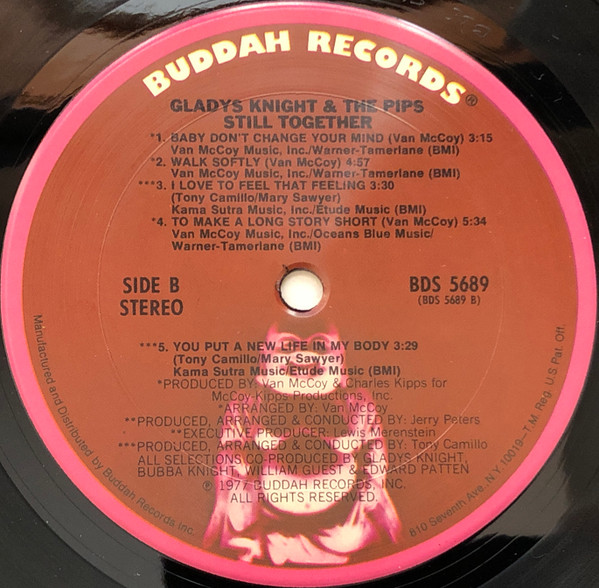 BUDDAH RECORDS®
GLADYS KNIGHT & THE PIPS
STILL TOGETHER
*1. BABY DON'T CHANGE YOUR MIND (Van McCoy) 3:15
Van McCoy Music, Inc./Warner-Tamerlane (BMI)
*2. WALK SOFTLY (Van McCoy) 4:57
Van McCoy Music, Inc./Warner-Tamerlane (BMI)
***3. I LOVE TO FEEL THAT FEELING 3:30
(Tony Camillo/Mary Sawyer)
Kama Sutra Music, Inc./Etude Music (BMI)
*4. TO MAKE A LONG STORY SHORT (Van McCoy) 5:34
Van McCoy Music, Inc./Oceans Blue Music/
Warner-Tamerlane (BMI)
SIDE B
STEREO
BDS 5689
(BDS 5689 B)
***5. YOU PUT A NEW LIFE IN MY BODY 3:29
(Tony Camillo/Mary Sawyer)
Kama Sutra Music/Etude Music (BMI)
*PRODUCED BY: Van McCoy & Charles Kipps for
McCoy-Kipps Productions, Inc.
*ARRANGED BY: Van McCoy
**PRODUCED, ARRANGED & CONDUCTED BY: Jerry Peters
**EXECUTIVE PRODUCER: Lewis Merenstein
***PRODUCED, ARRANGED & CONDUCTED BY: Tony Camillo
ALL SELECTIONS CO-PRODUCED BY GLADYS KNIGHT,
BUBBA KNIGHT, WILLIAM GUEST & EDWARD PATTEN
℗ 1977 BUDDAH RECORDS, INC.
ALL RIGHTS RESERVED.
Manufactured and Distributed by Buddah Records Inc.
810 Seventh Ave., N.Y. 10019–T.M. Reg. U.S. Pat. Off.